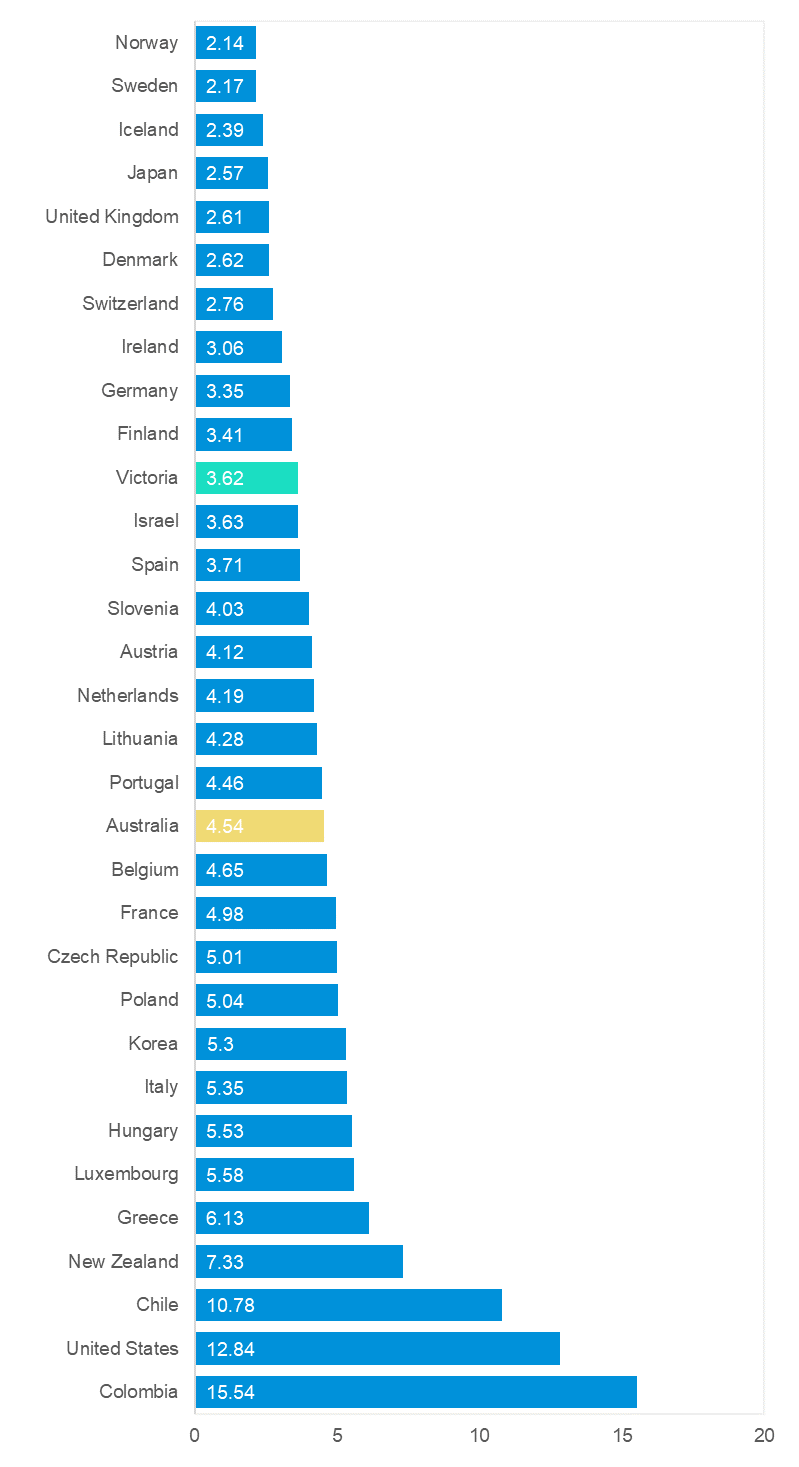 Norway 2.14
Sweden 2.17
Iceland 2.39
Japan 2.57
United Kingdom 2.61
Denmark 2.62
Switzerland 2.76
Ireland 3.06
Germany 3.35
Finland 3.41
Victoria 3.62
Israel 3.63
Spain 3.71
Slovenia 4.03
Austria 4.12
Netherlands 4.19
Lithuania 4.28
Portugal 4.46
Australia 4.54
Belgium 4.65
France 4.98
Czech Republic 5.01
Poland 5.04
Korea 5.3
Italy 5.35
Hungary 5.53
Luxembourg 5.58
Greece 6.13
New Zealand 7.33
Chile 10.78
United States 12.84
Colombia 15.54
0 5 10 15 20